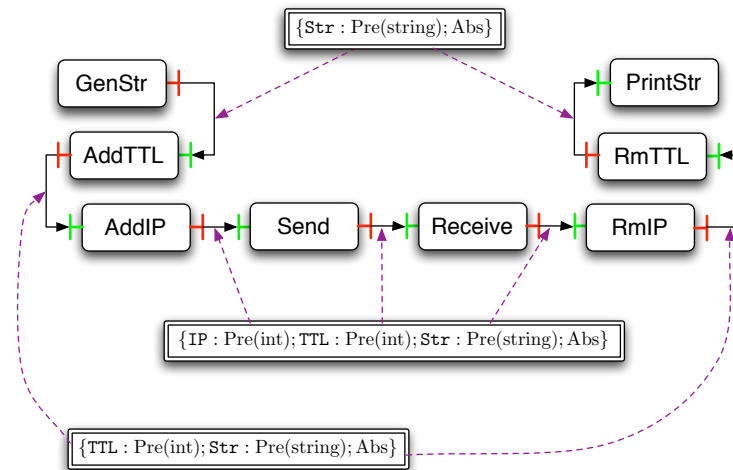 {Str : Pre(string); Abs}
GenStr
PrintStr
AddTTL
RmTTL
AddIP
Send
Receive
RmIP
{IP : Pre(int); TTL : Pre(int); Str : Pre(string); Abs}
{TTL : Pre(int); Str : Pre(string); Abs}